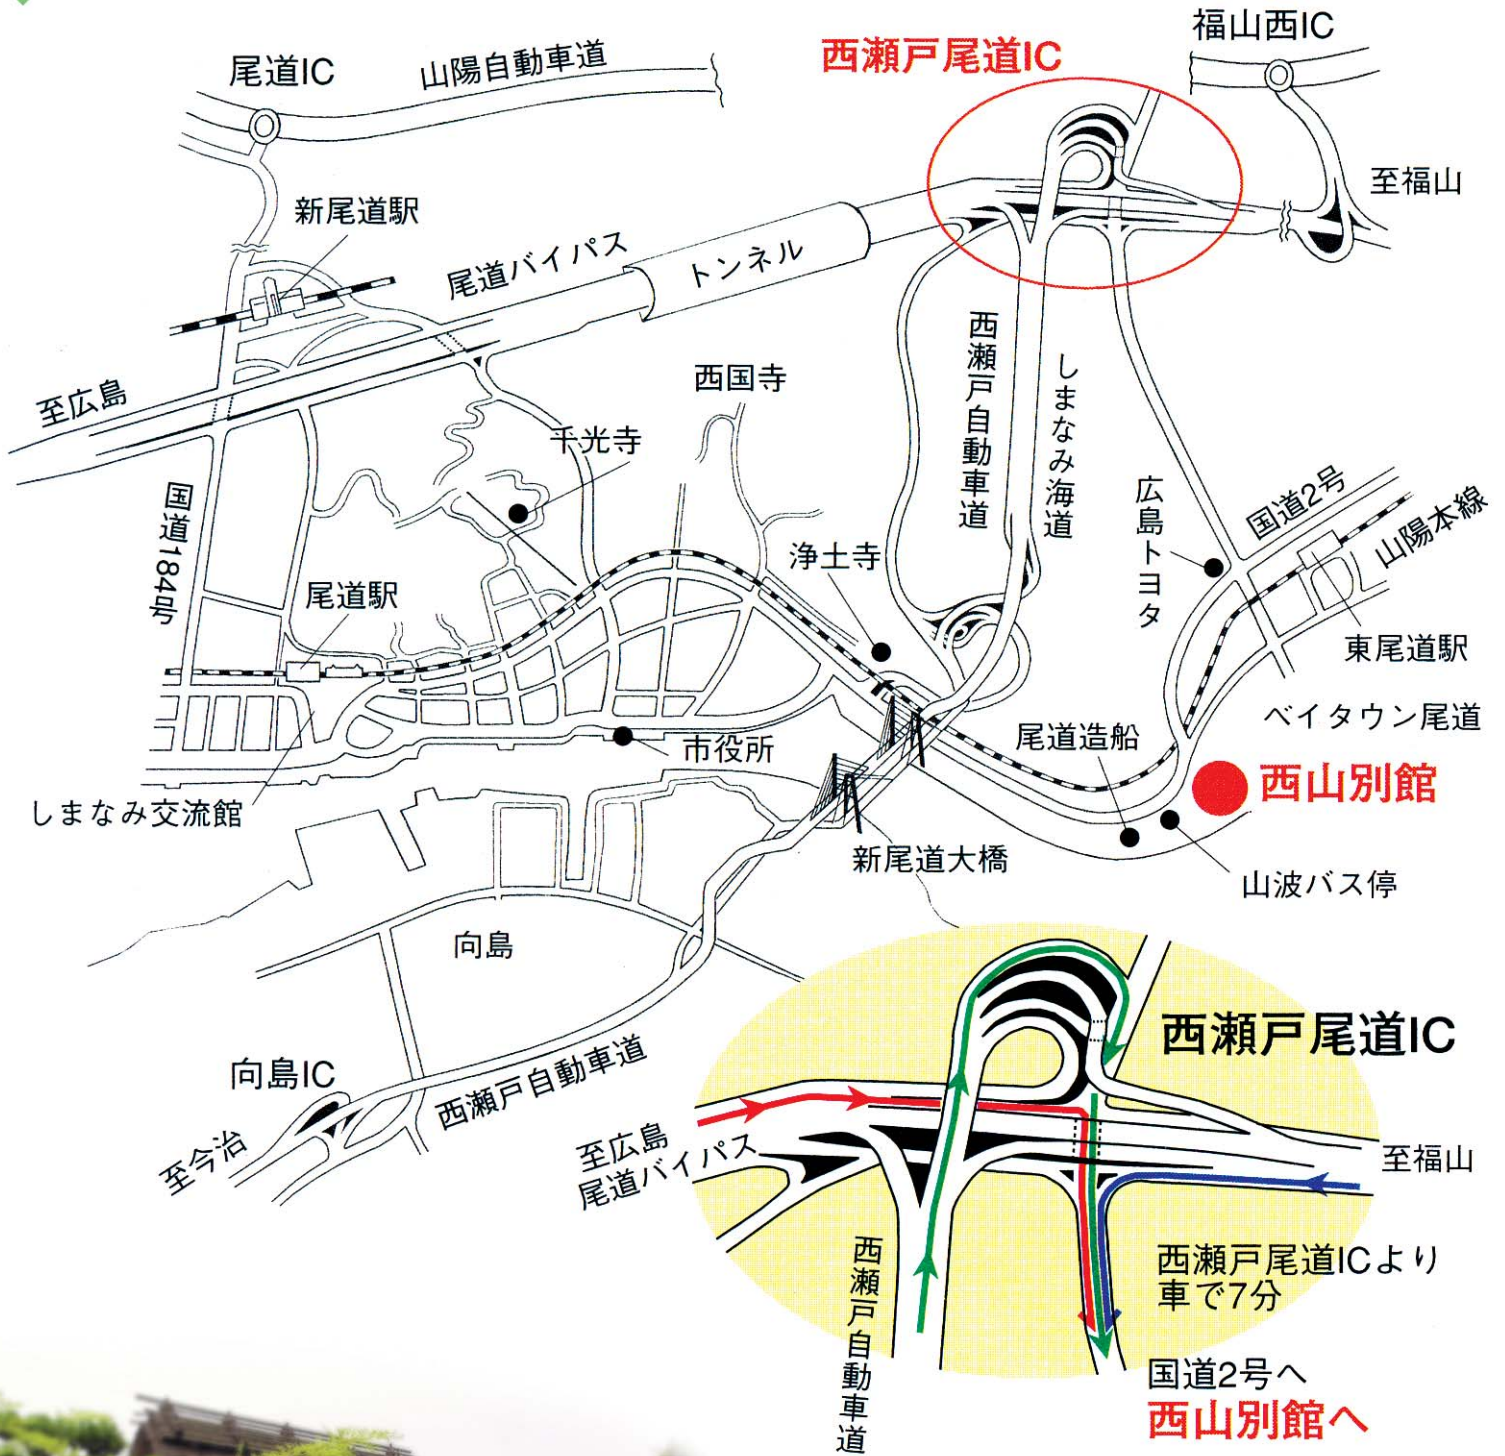 福山西IC
西瀬戸尾道IC
尾道IC
山陽自動車道
至福山
新尾道駅
尾道バイパス
トンネル
西国寺
至広島
千光寺
西瀬戸自動車道
しまなみ海道
国道184号
広島トヨタ
国道2号
山陽本線
浄土寺
尾道駅
東尾道駅
ベイタウン尾道
尾道造船
市役所
西山別館
しまなみ交流館
新尾道大橋
山波バス停
向島
西瀬戸尾道IC
向島IC
西瀬戸自動車道
至今治
至広島
尾道バイパス
至福山
西瀬戸自動車道
西瀬戸尾道ICより
車で7分
国道2号へ
西山別館へ